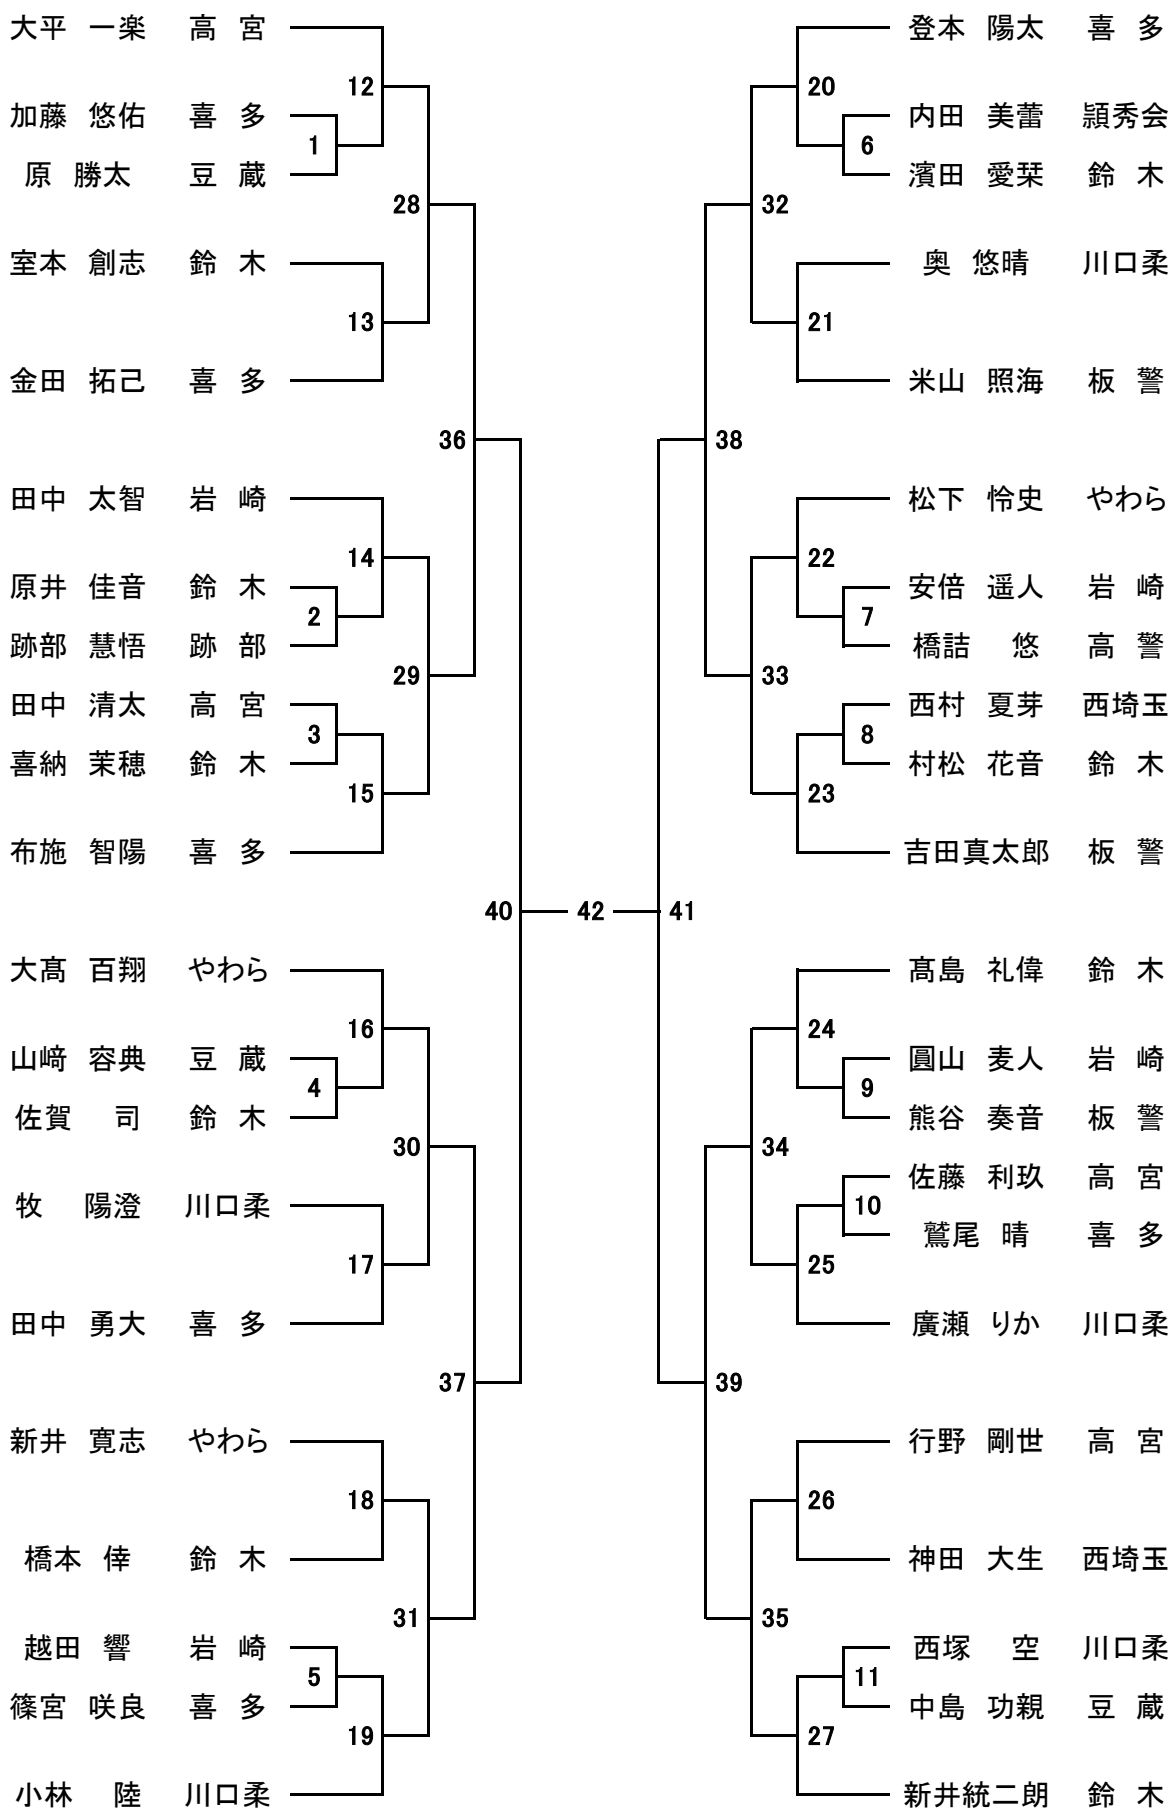 大平 一楽 高 宮
12
加藤 悠佑 喜 多
1
原 勝太 豆 蔵
28
室本 創志 鈴 木
13
金田 拓己 喜 多
36
田中 太智 岩 崎
14
原井 佳音 鈴 木
2
跡部 慧悟 跡 部
29
田中 清太 高 宮
3
喜納 茉穂 鈴 木
15
布施 智陽 喜 多
40
大髙 百翔 やわら
16
山﨑 容典 豆 蔵
4
佐賀 司 鈴 木
30
牧 陽澄 川口柔
17
田中 勇大 喜 多
37
新井 寛志 やわら
18
橋本 倖 鈴 木
31
越田 響 岩 崎
5
篠宮 咲良 喜 多
19
小林 陸 川口柔
42
登本 陽太 喜 多
20
内田 美蕾 頴秀会
6
濱田 愛栞 鈴 木
32
奥 悠晴 川口柔
21
米山 照海 板 警
38
松下 怜史 やわら
22
安倍 遥人 岩 崎
7
橋詰 悠 高 警
33
西村 夏芽 西埼玉
8
村松 花音 鈴 木
23
吉田真太郎 板 警
41
髙島 礼偉 鈴 木
24
圓山 麦人 岩 崎
9
熊谷 奏音 板 警
34
佐藤 利玖 高 宮
10
鷲尾 晴 喜 多
25
廣瀬 りか 川口柔
39
行野 剛世 高 宮
26
神田 大生 西埼玉
35
西塚 空 川口柔
11
中島 功親 豆 蔵
27
新井統二朗 鈴 木